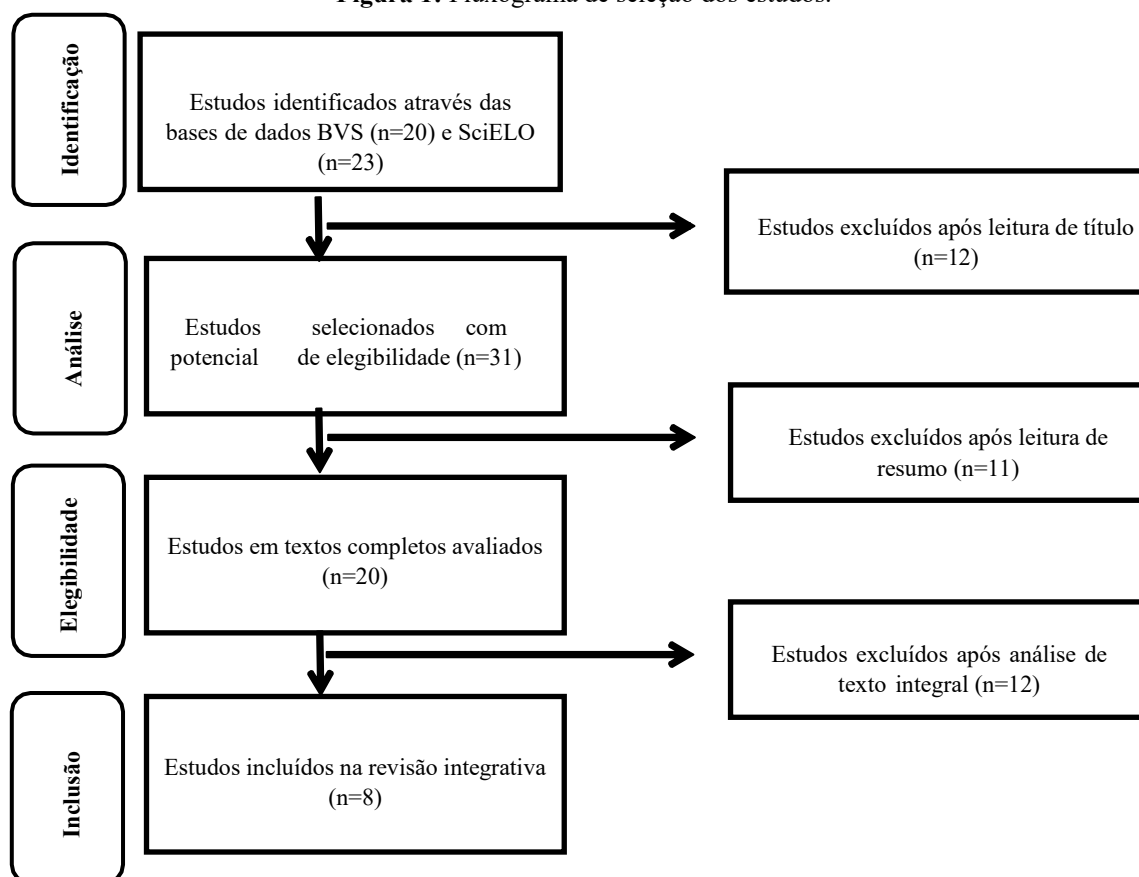 Figura 1. Fluxograma de seleção dos estudos.
Identificação
Estudos identificados através das
bases de dados BVS (n=20) e SciELO
(n=23)
Estudos excluídos após leitura de título
(n=12)
Análise
Estudos selecionados com
potencial de elegibilidade (n=31)
Estudos excluídos após leitura de
resumo (n=11)
Elegibilidade
Estudos em textos completos avaliados
(n=20)
Estudos excluídos após análise de
texto integral (n=12)
Inclusão
Estudos incluídos na revisão integrativa
(n=8)